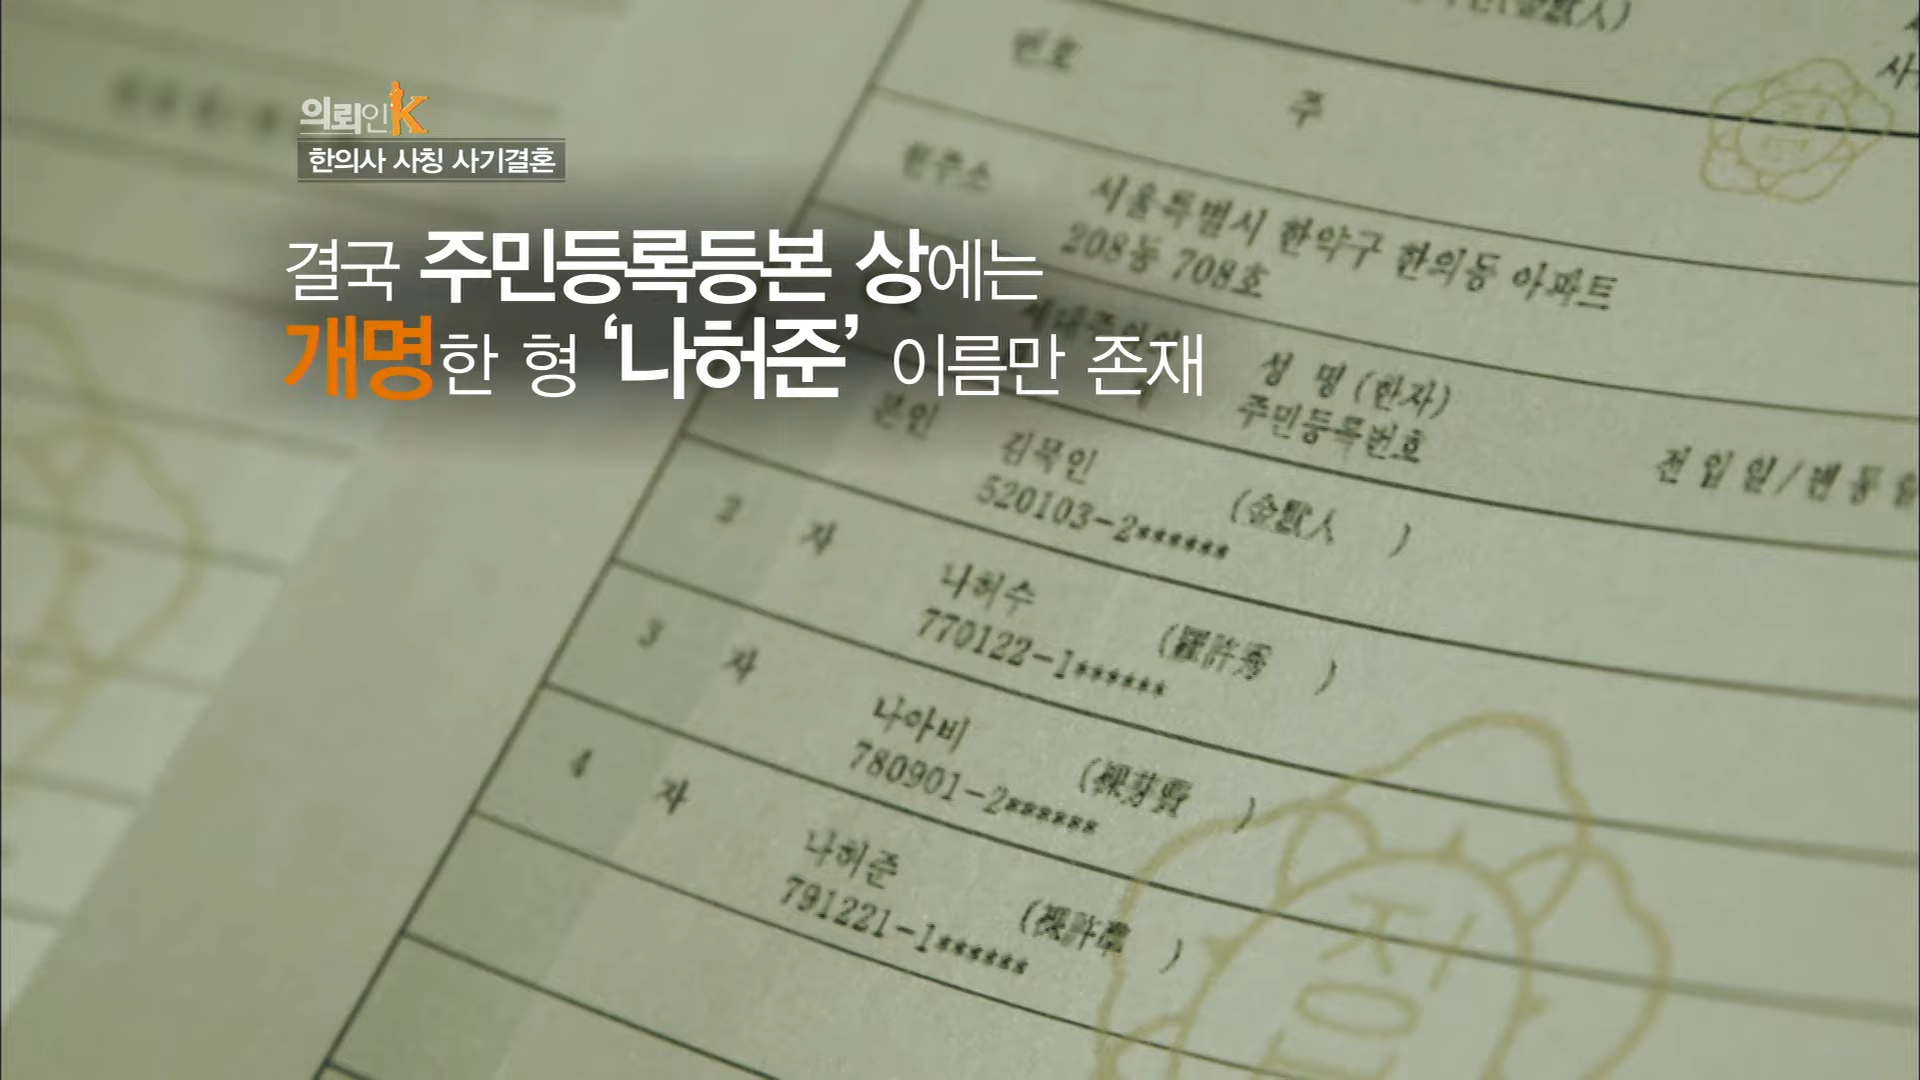 의뢰인K
한의사 사칭 사기결혼
결국 주민등록등본 상에는
개명한 형 ‘나허준’ 이름만 존재
번호
주
현주소
서울특별시 한약구 한의동 아파트
208동 708호
성 명 (한자)
주민등록번호
전 입 일 / 변 동 일
본인
김묵인
(金默人 )
520103-2******
2 자
나허수
(羅許秀 )
770122-1******
3 자
나아비
(裸芽費 )
780901-2******
4 자
나허준
791221-1******